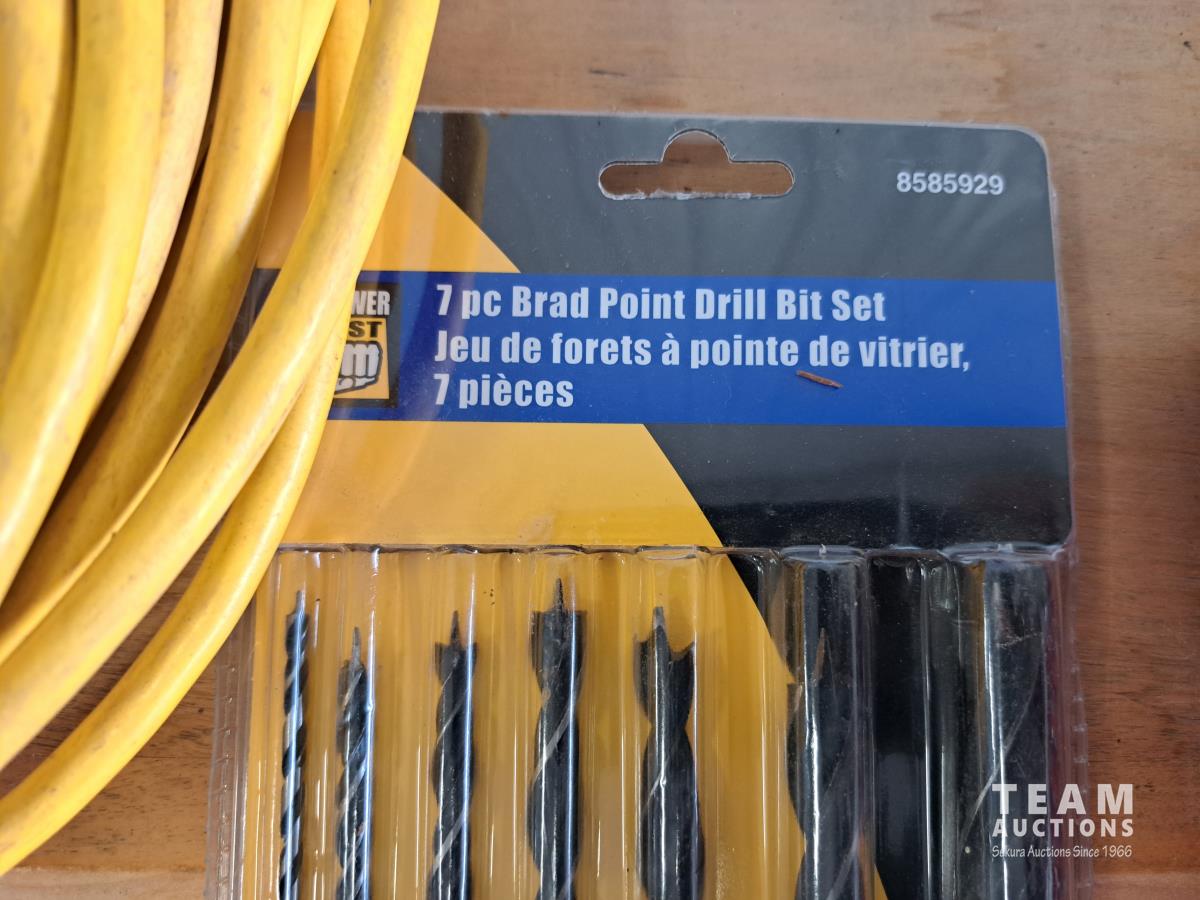 8585929
7 pc Brad Point Drill Bit Set
Jeu de forets à pointe de vitrier,
7 pièces
TEAM
AUCTIONS
Sekura Auctions Since 1966